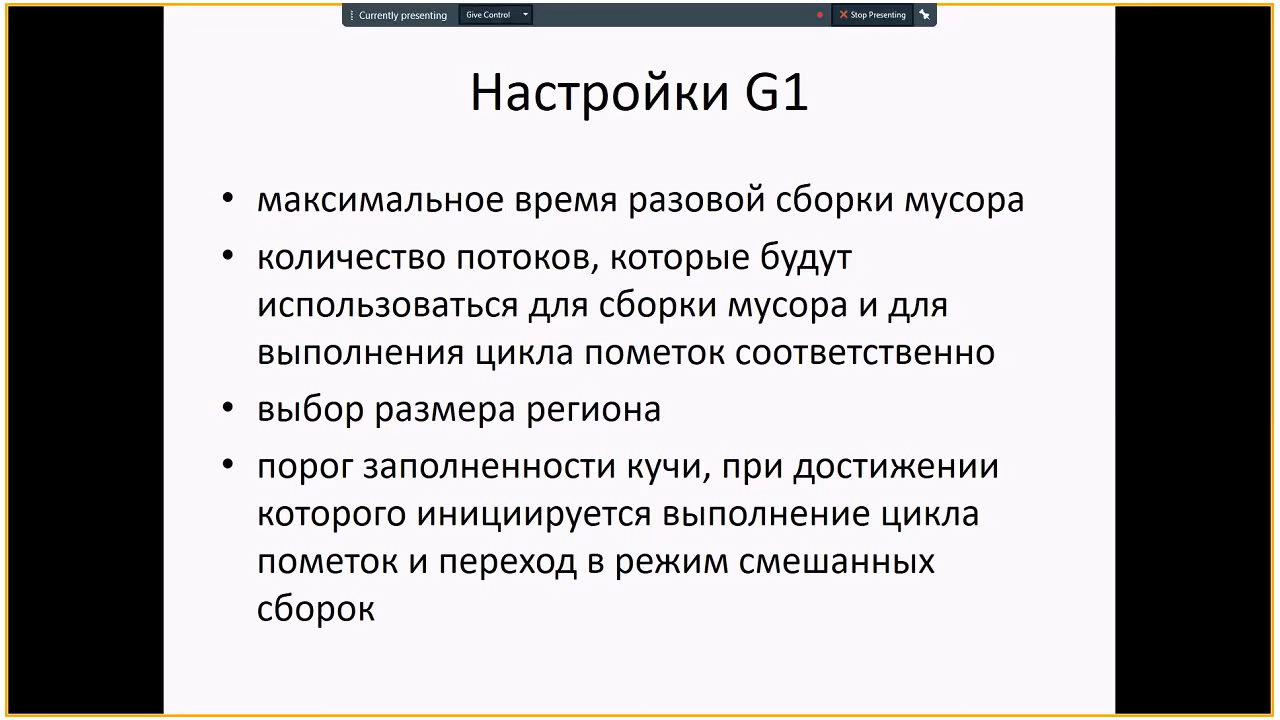 Currently presenting Give Control Stop Presenting
Настройки G1
• максимальное время разовой сборки мусора
• количество потоков, которые будут
использоваться для сборки мусора и для
выполнения цикла пометок соответственно
• выбор размера региона
• порог заполненности кучи, при достижении
которого инициируется выполнение цикла
пометок и переход в режим смешанных
сборок